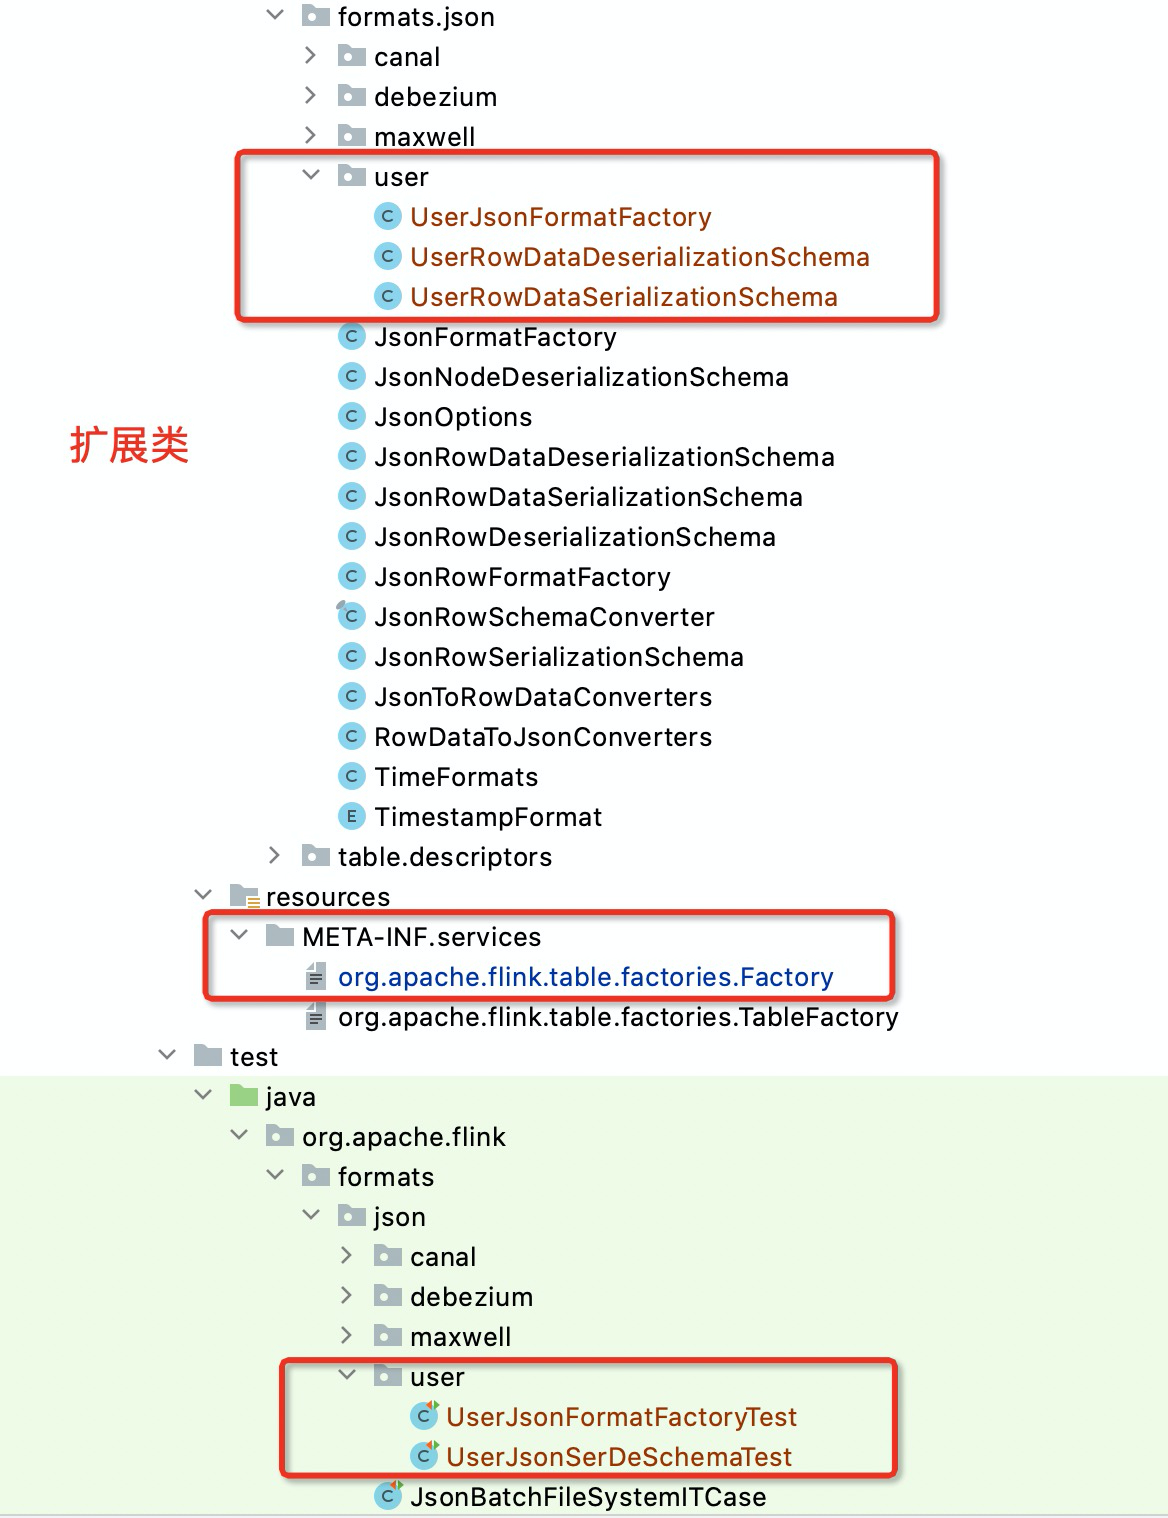 formats.json
canal
debezium
maxwell
user
C UserJsonFormatFactory
C UserRowDataDeserializationSchema
C UserRowDataSerializationSchema
C JsonFormatFactory
C JsonNodeDeserializationSchema
C JsonOptions
扩展类
C JsonRowDataDeserializationSchema
C JsonRowDataSerializationSchema
C JsonRowDeserializationSchema
C JsonRowFormatFactory
C JsonRowSchemaConverter
C JsonRowSerializationSchema
C JsonToRowDataConverters
C RowDataToJsonConverters
C TimeFormats
E TimestampFormat
table.descriptors
resources
META-INF.services
org.apache.flink.table.factories.Factory
org.apache.flink.table.factories.TableFactory
test
java
org.apache.flink
formats
json
canal
debezium
maxwell
user
C UserJsonFormatFactoryTest
C UserJsonSerDeSchemaTest
C JsonBatchFileSystemITCase